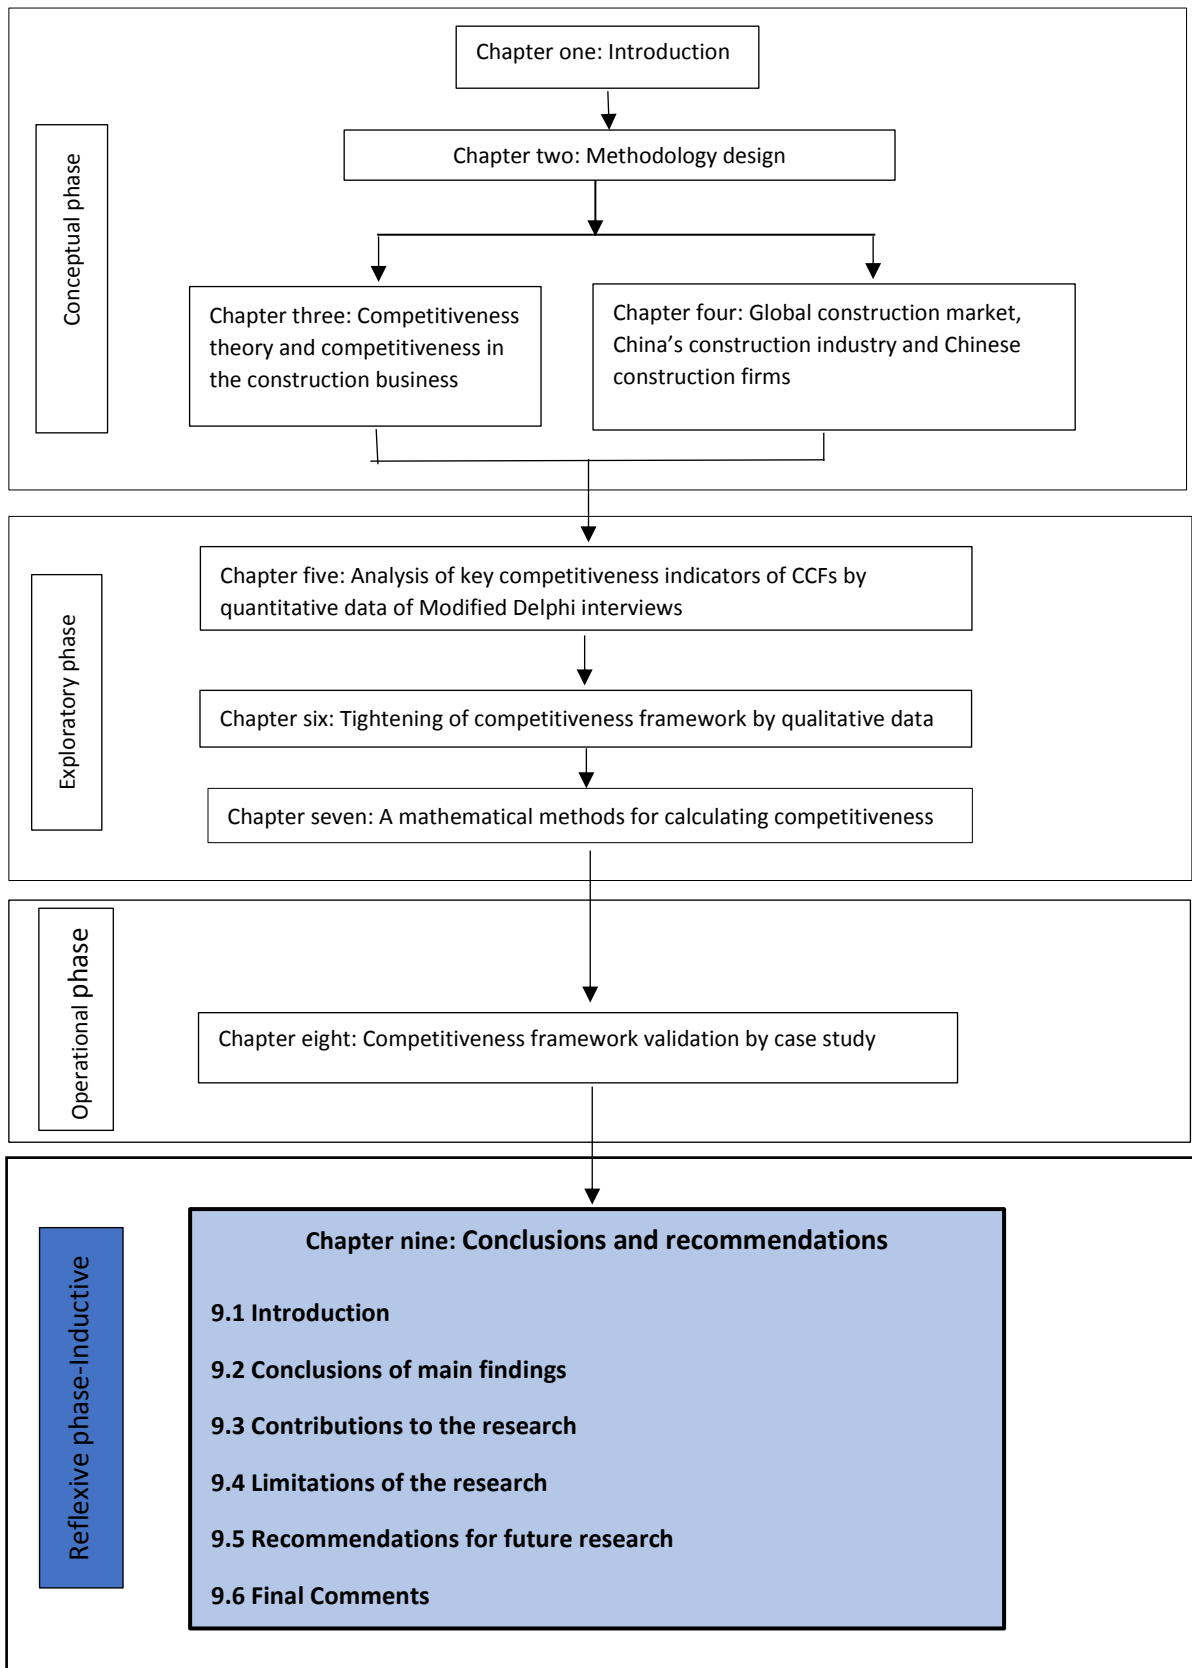 Chapter one: Introduction
Conceptual phase
Chapter two: Methodology design
Chapter three: Competitiveness
theory and competitiveness in
the construction business
Chapter four: Global construction market,
China’s construction industry and Chinese
construction firms
Exploratory phase
Chapter five: Analysis of key competitiveness indicators of CCFs by
quantitative data of Modified Delphi interviews
Chapter six: Tightening of competitiveness framework by qualitative data
Chapter seven: A mathematical methods for calculating competitiveness
Operational phase
Chapter eight: Competitiveness framework validation by case study
Reflexive phase-Inductive
Chapter nine: Conclusions and recommendations
9.1 Introduction
9.2 Conclusions of main findings
9.3 Contributions to the research
9.4 Limitations of the research
9.5 Recommendations for future research
9.6 Final Comments